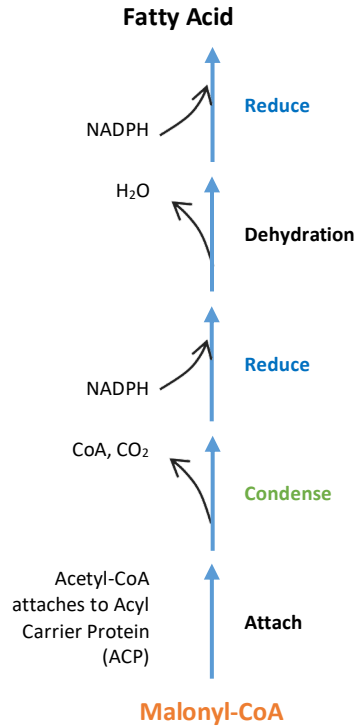 Fatty Acid
Reduce
NADPH
H₂O
Dehydration
Reduce
NADPH
CoA, CO₂
Condense
Acetyl-CoA
attaches to Acyl
Carrier Protein
(ACP)
Attach
Malonyl-CoA